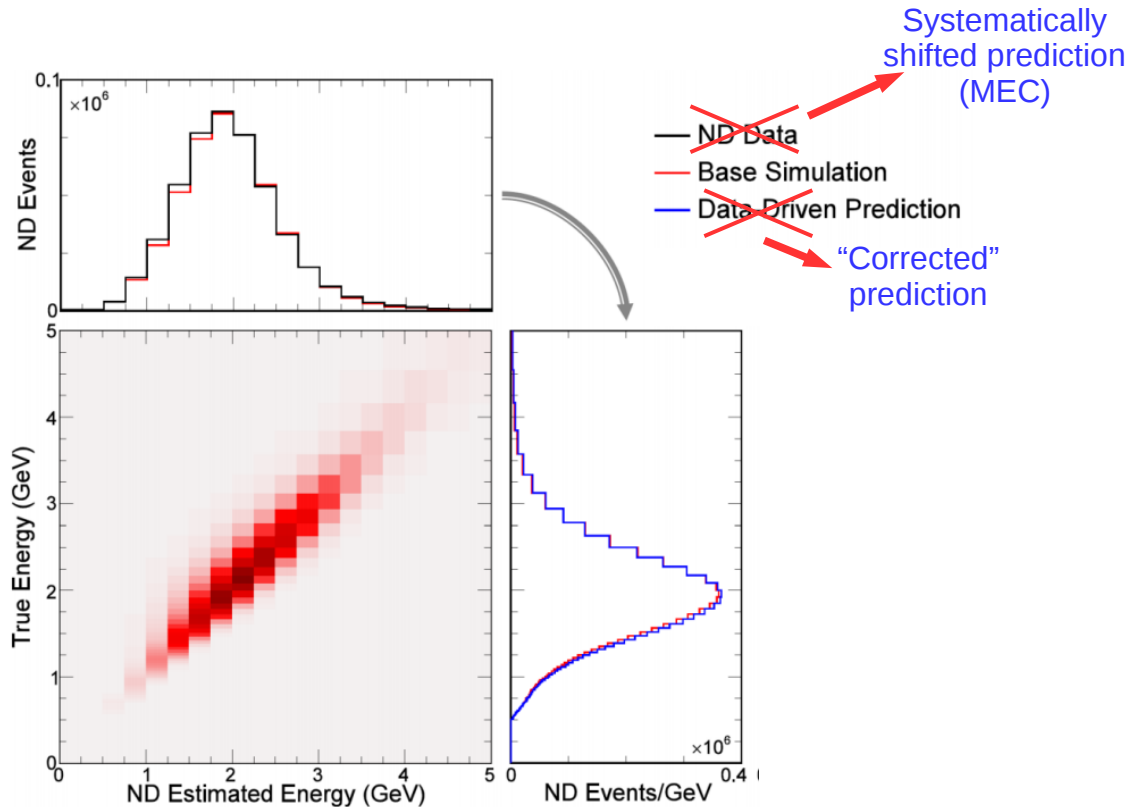 Systematically
shifted prediction
(MEC)
ND Data
Base Simulation
Data-Driven Prediction
“Corrected”
prediction
0.1
×10⁶
ND Events
0
5
4
3
2
1
0
True Energy (GeV)
0 1 2 3 4 5
ND Estimated Energy (GeV)
×10⁶
0 0.4
ND Events/GeV